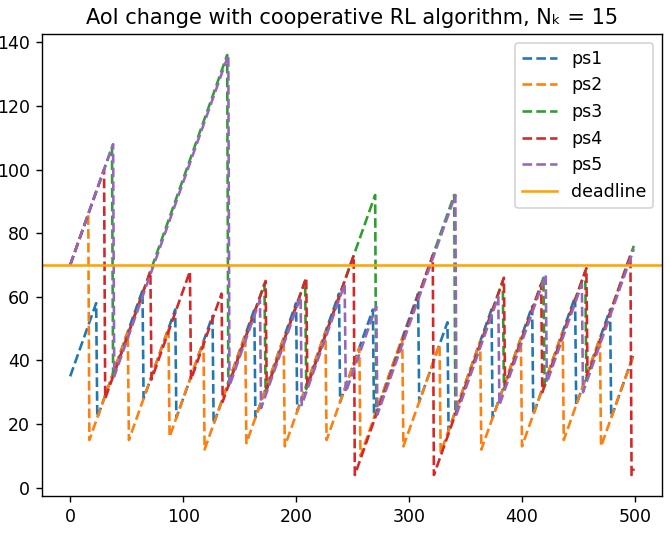 AoI change with cooperative RL algorithm, Nₖ = 15
140
120
100
80
60
40
20
0
0 100 200 300 400 500
ps1
ps2
ps3
ps4
ps5
deadline